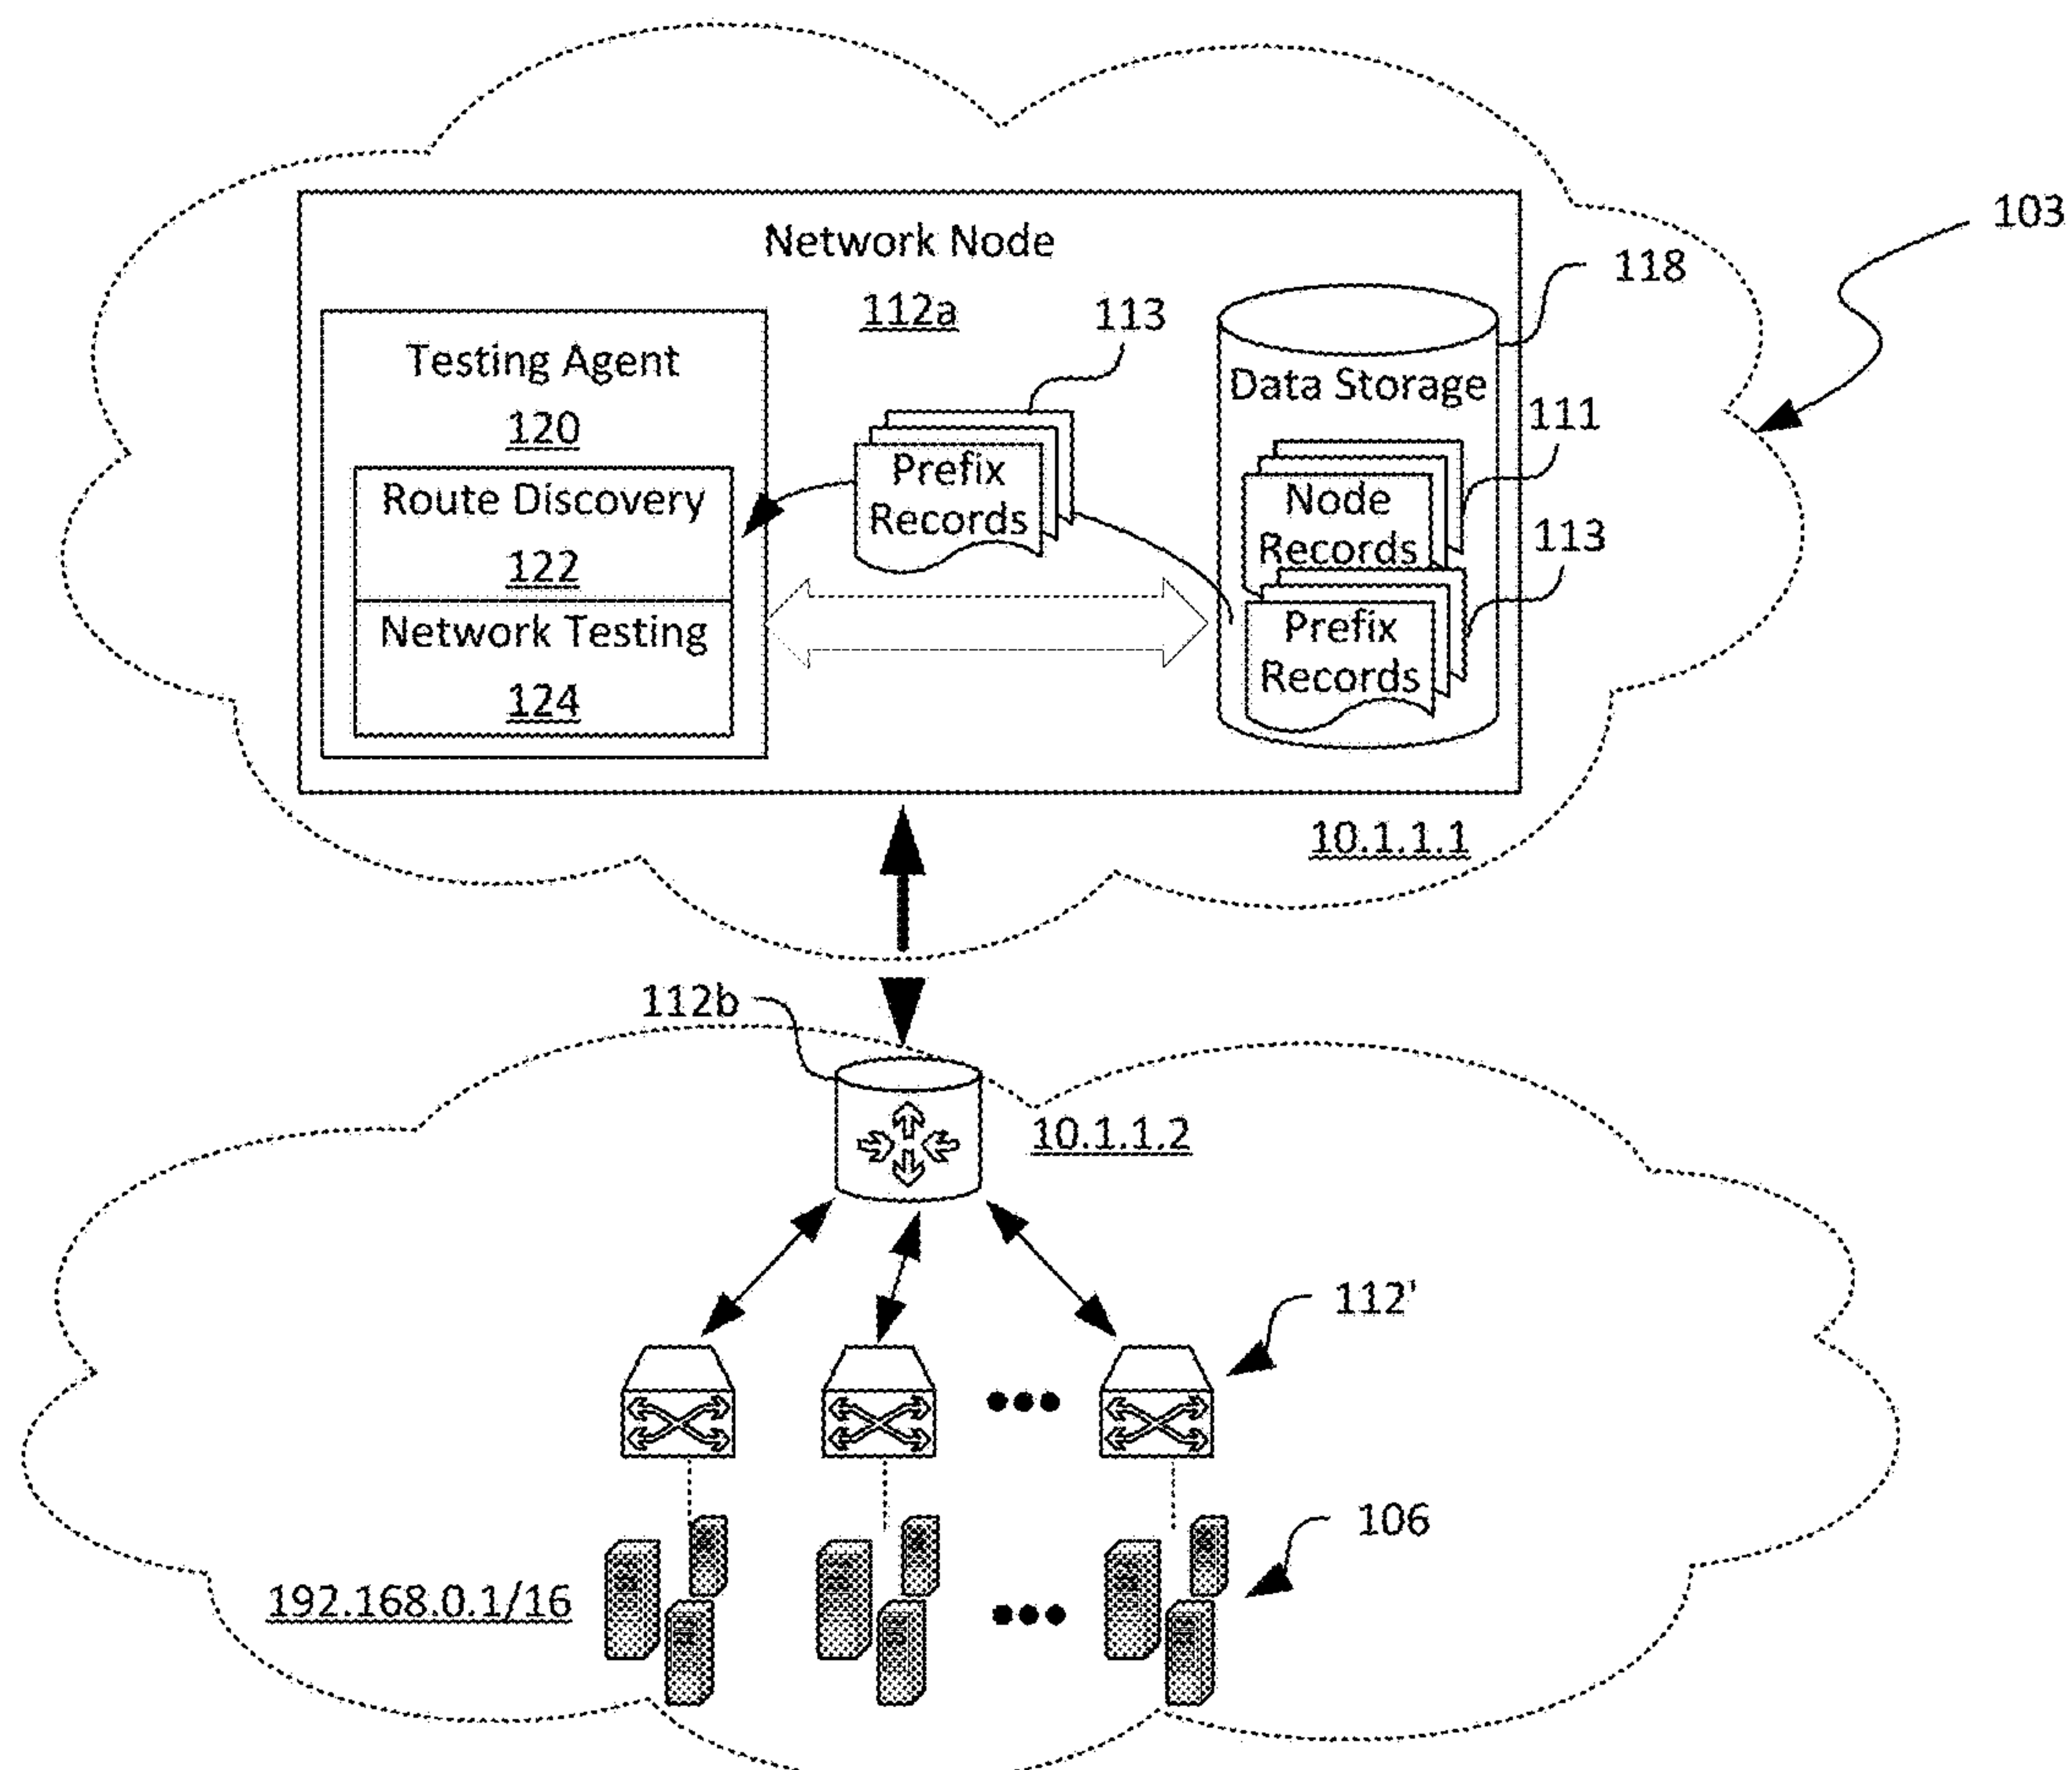 103
Network Node
112a
118
113
Testing Agent
120
Data Storage
111
Route Discovery
122
Prefix
Records
Node
Records
113
Network Testing
124
Prefix
Records
10.1.1.1
112b
10.1.1.2
112'
106
192.168.0.1/16